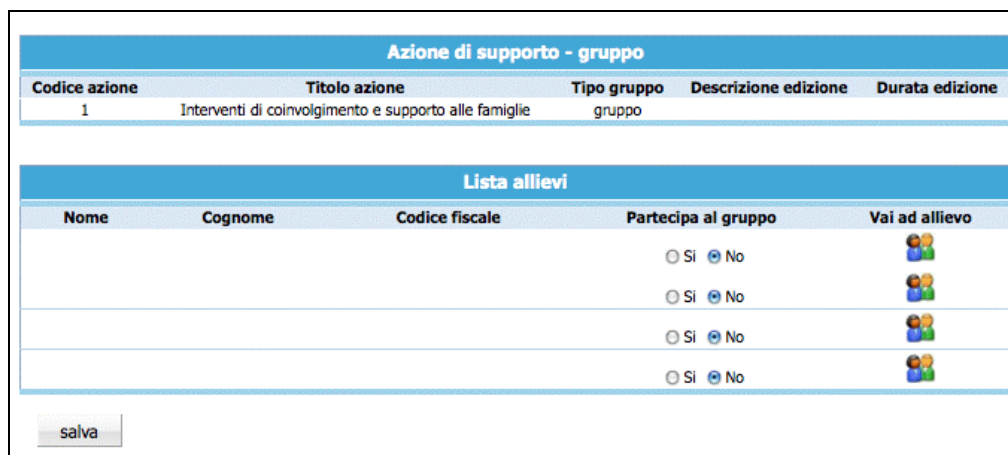 Azione di supporto - gruppo
Codice azione Titolo azione Tipo gruppo Descrizione edizione Durata edizione
1 Interventi di coinvolgimento e supporto alle famiglie gruppo
Lista allievi
Nome Cognome Codice fiscale Partecipa al gruppo Vai ad allievo
Si No
Si No
Si No
Si No
salva